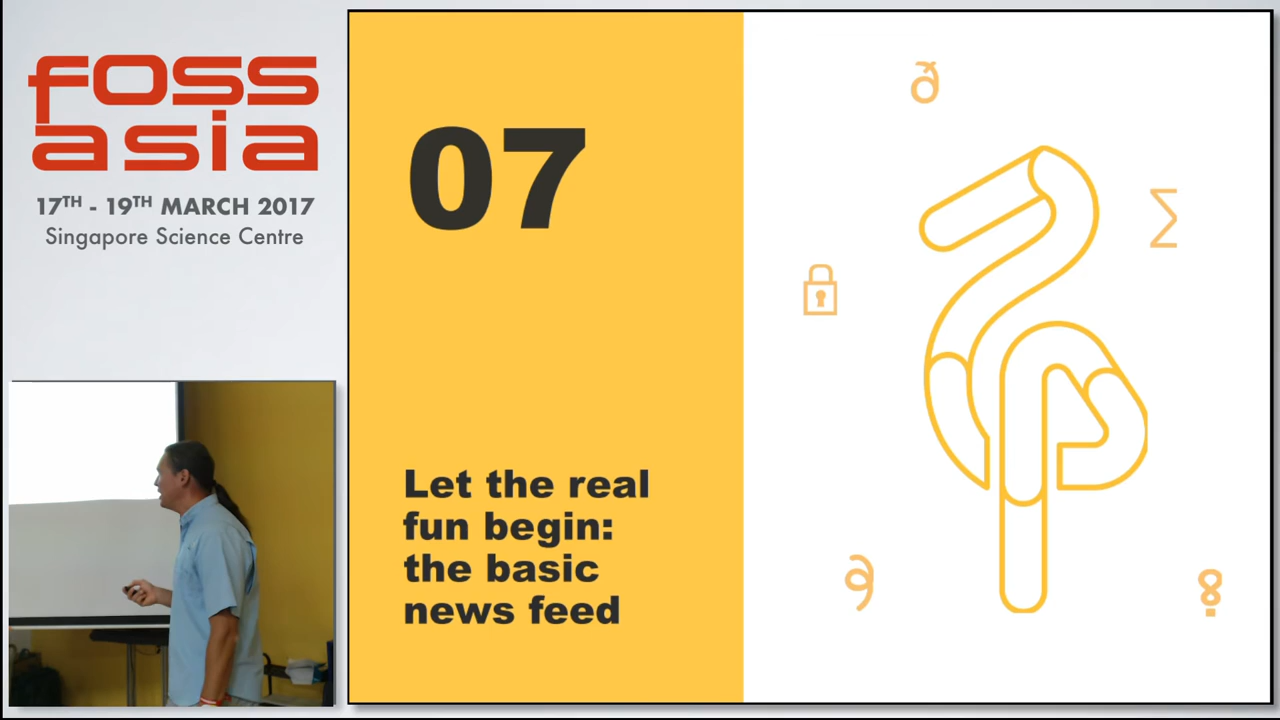 foss
asia
17TH - 19TH MARCH 2017
Singapore Science Centre
07
Let the real
fun begin:
the basic
news feed
∑